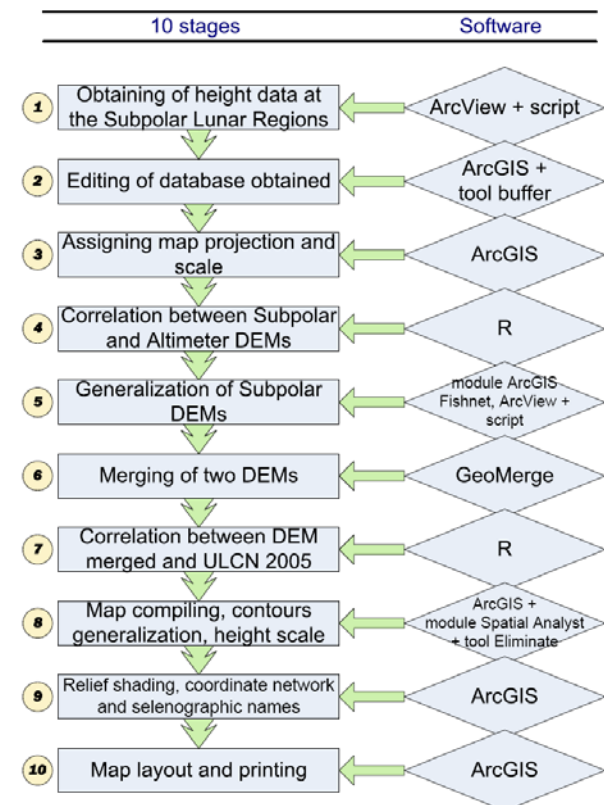 10 stages
Software
1
Obtaining of height data at
the Subpolar Lunar Regions
ArcView + script
2
Editing of database obtained
ArcGIS +
tool buffer
3
Assigning map projection and
scale
ArcGIS
4
Correlation between Subpolar
and Altimeter DEMs
R
5
Generalization of Subpolar
DEMs
module ArcGIS
Fishnet, ArcView +
script
6
Merging of two DEMs
GeoMerge
7
Correlation between DEM
merged and ULCN 2005
R
8
Map compiling, contours
generalization, height scale
ArcGIS +
module Spatial Analyst
+ tool Eliminate
9
Relief shading, coordinate network
and selenographic names
ArcGIS
10
Map layout and printing
ArcGIS